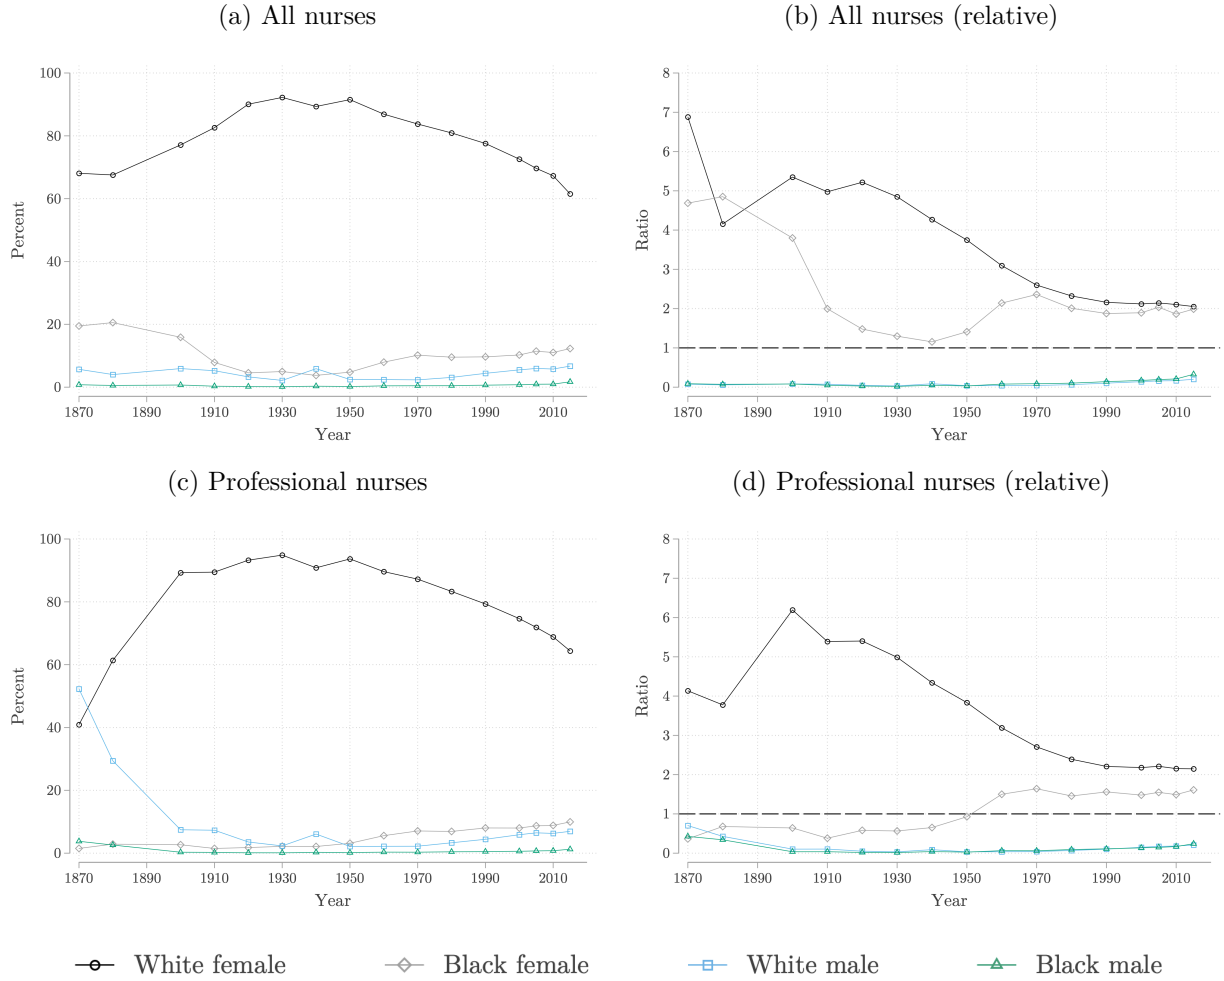 (a) All nurses
(b) All nurses (relative)
100
80
60
40
20
0
Percent
1870 1890 1910 1930 1950 1970 1990 2010
Year
8
7
6
5
4
3
2
1
0
Ratio
1870 1890 1910 1930 1950 1970 1990 2010
Year
(c) Professional nurses
(d) Professional nurses (relative)
100
80
60
40
20
0
Percent
1870 1890 1910 1930 1950 1970 1990 2010
Year
8
7
6
5
4
3
2
1
0
Ratio
1870 1890 1910 1930 1950 1970 1990 2010
Year
White female Black female White male Black male